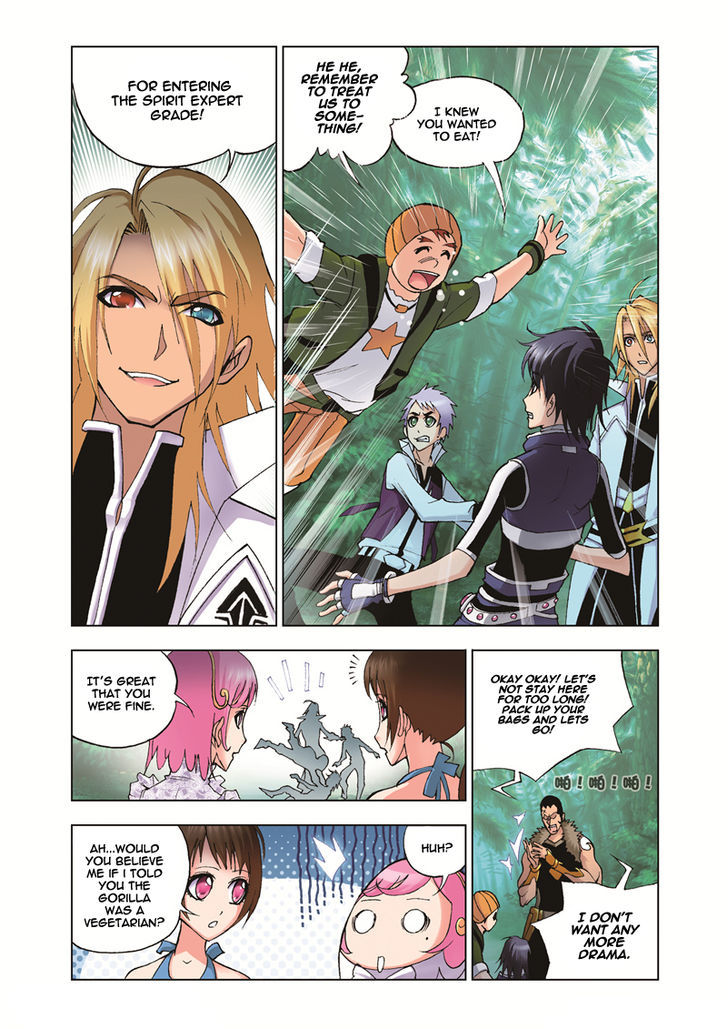 FOR ENTERING
THE SPIRIT EXPERT
GRADE!
HE HE,
REMEMBER
TO TREAT
US TO
SOME-
THING!
I KNEW
YOU WANTED
TO EAT!
IT'S GREAT
THAT YOU
WERE FINE.
OKAY OKAY! LET'S
NOT STAY HERE
FOR TOO LONG!
PACK UP YOUR
BAGS AND LETS
GO!
啪！啪！啪！
I DON'T
WANT ANY
MORE
DRAMA.
AH...WOULD
YOU BELIEVE
ME IF I TOLD
YOU THE
GORILLA
WAS A
VEGETARIAN?
HUH?